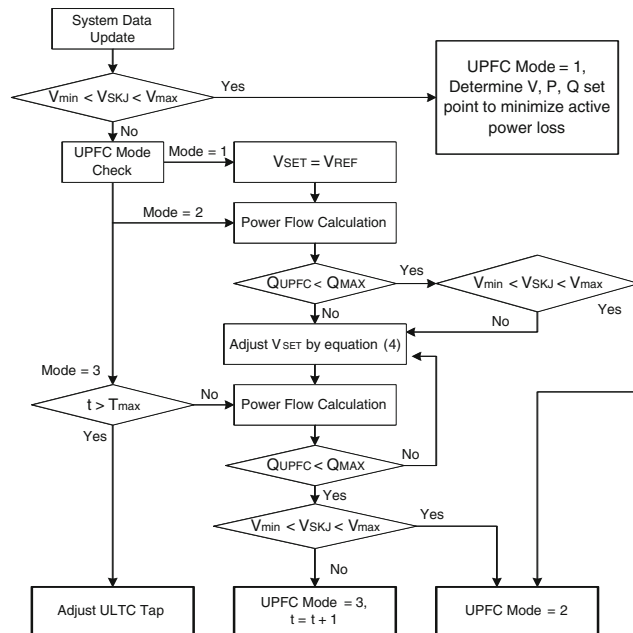 System Data
Update
Vmin < VSKJ < Vmax
Yes
UPFC Mode = 1,
Determine V, P, Q set
point to minimize active
power loss
No
UPFC Mode
Check
Mode = 1
VSET = VREF
Mode = 2
Power Flow Calculation
QUPFC < QMAX
Yes
Vmin < VSKJ < Vmax
Yes
No
No
Adjust VSET by equation (4)
Mode = 3
t > Tmax
No
Power Flow Calculation
Yes
QUPFC < QMAX
No
Yes
Vmin < VSKJ < Vmax
Yes
No
Adjust ULTC Tap
UPFC Mode = 3,
t = t + 1
UPFC Mode = 2